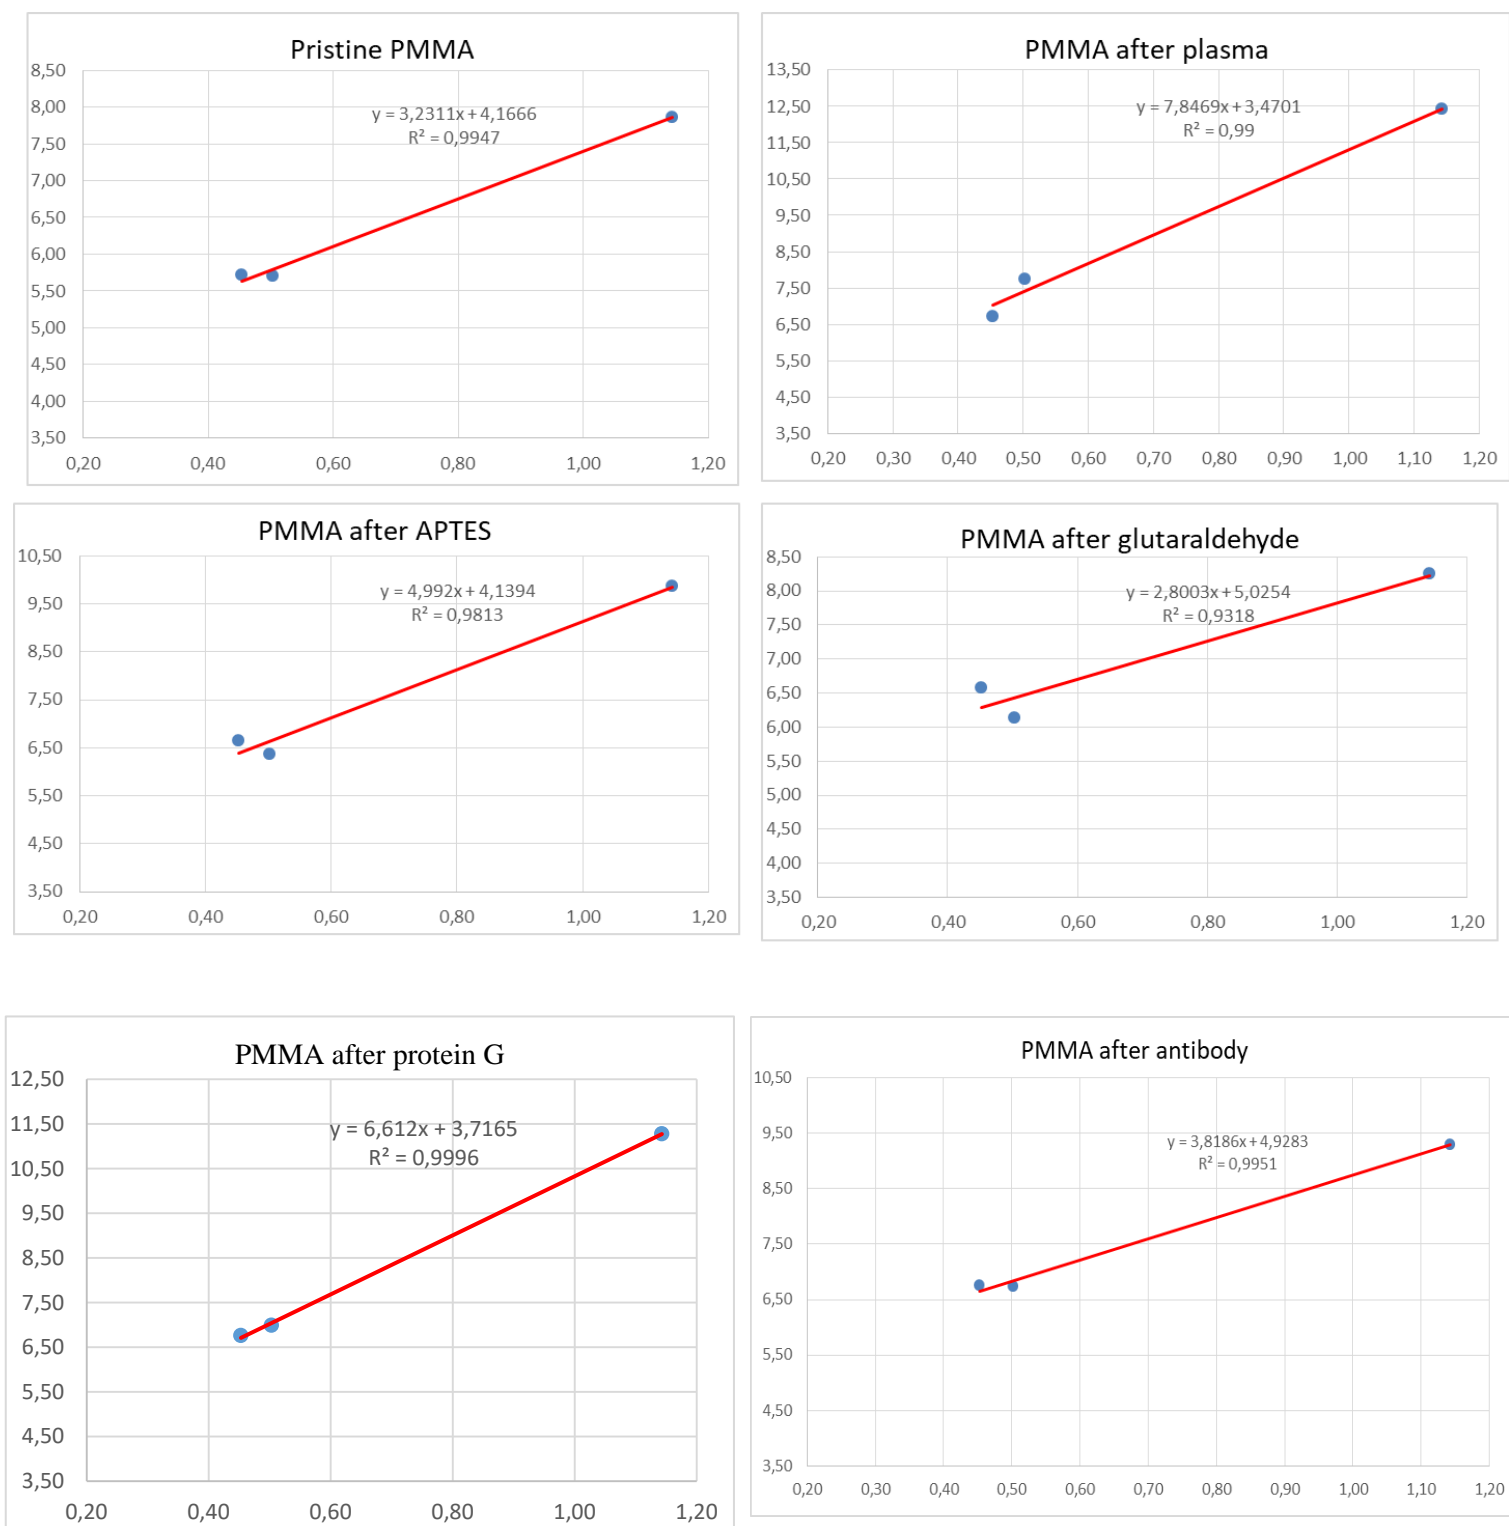 Pristine PMMA
y = 3,2311x + 4,1666
R² = 0,9947
8,50
8,00
7,50
7,00
6,50
6,00
5,50
5,00
4,50
4,00
3,50
0,20 0,40 0,60 0,80 1,00 1,20
PMMA after plasma
y = 7,8469x + 3,4701
R² = 0,99
13,50
12,50
11,50
10,50
9,50
8,50
7,50
6,50
5,50
4,50
3,50
0,20 0,30 0,40 0,50 0,60 0,70 0,80 0,90 1,00 1,10 1,20
PMMA after APTES
y = 4,992x + 4,1394
R² = 0,9813
10,50
9,50
8,50
7,50
6,50
5,50
4,50
3,50
0,20 0,40 0,60 0,80 1,00 1,20
PMMA after glutaraldehyde
y = 2,8003x + 5,0254
R² = 0,9318
8,50
8,00
7,50
7,00
6,50
6,00
5,50
5,00
4,50
4,00
3,50
0,20 0,40 0,60 0,80 1,00 1,20
PMMA after protein G
y = 6,612x + 3,7165
R² = 0,9996
12,50
11,50
10,50
9,50
8,50
7,50
6,50
5,50
4,50
3,50
0,20 0,40 0,60 0,80 1,00 1,20
PMMA after antibody
y = 3,8186x + 4,9283
R² = 0,9951
10,50
9,50
8,50
7,50
6,50
5,50
4,50
3,50
0,20 0,30 0,40 0,50 0,60 0,70 0,80 0,90 1,00 1,10 1,20